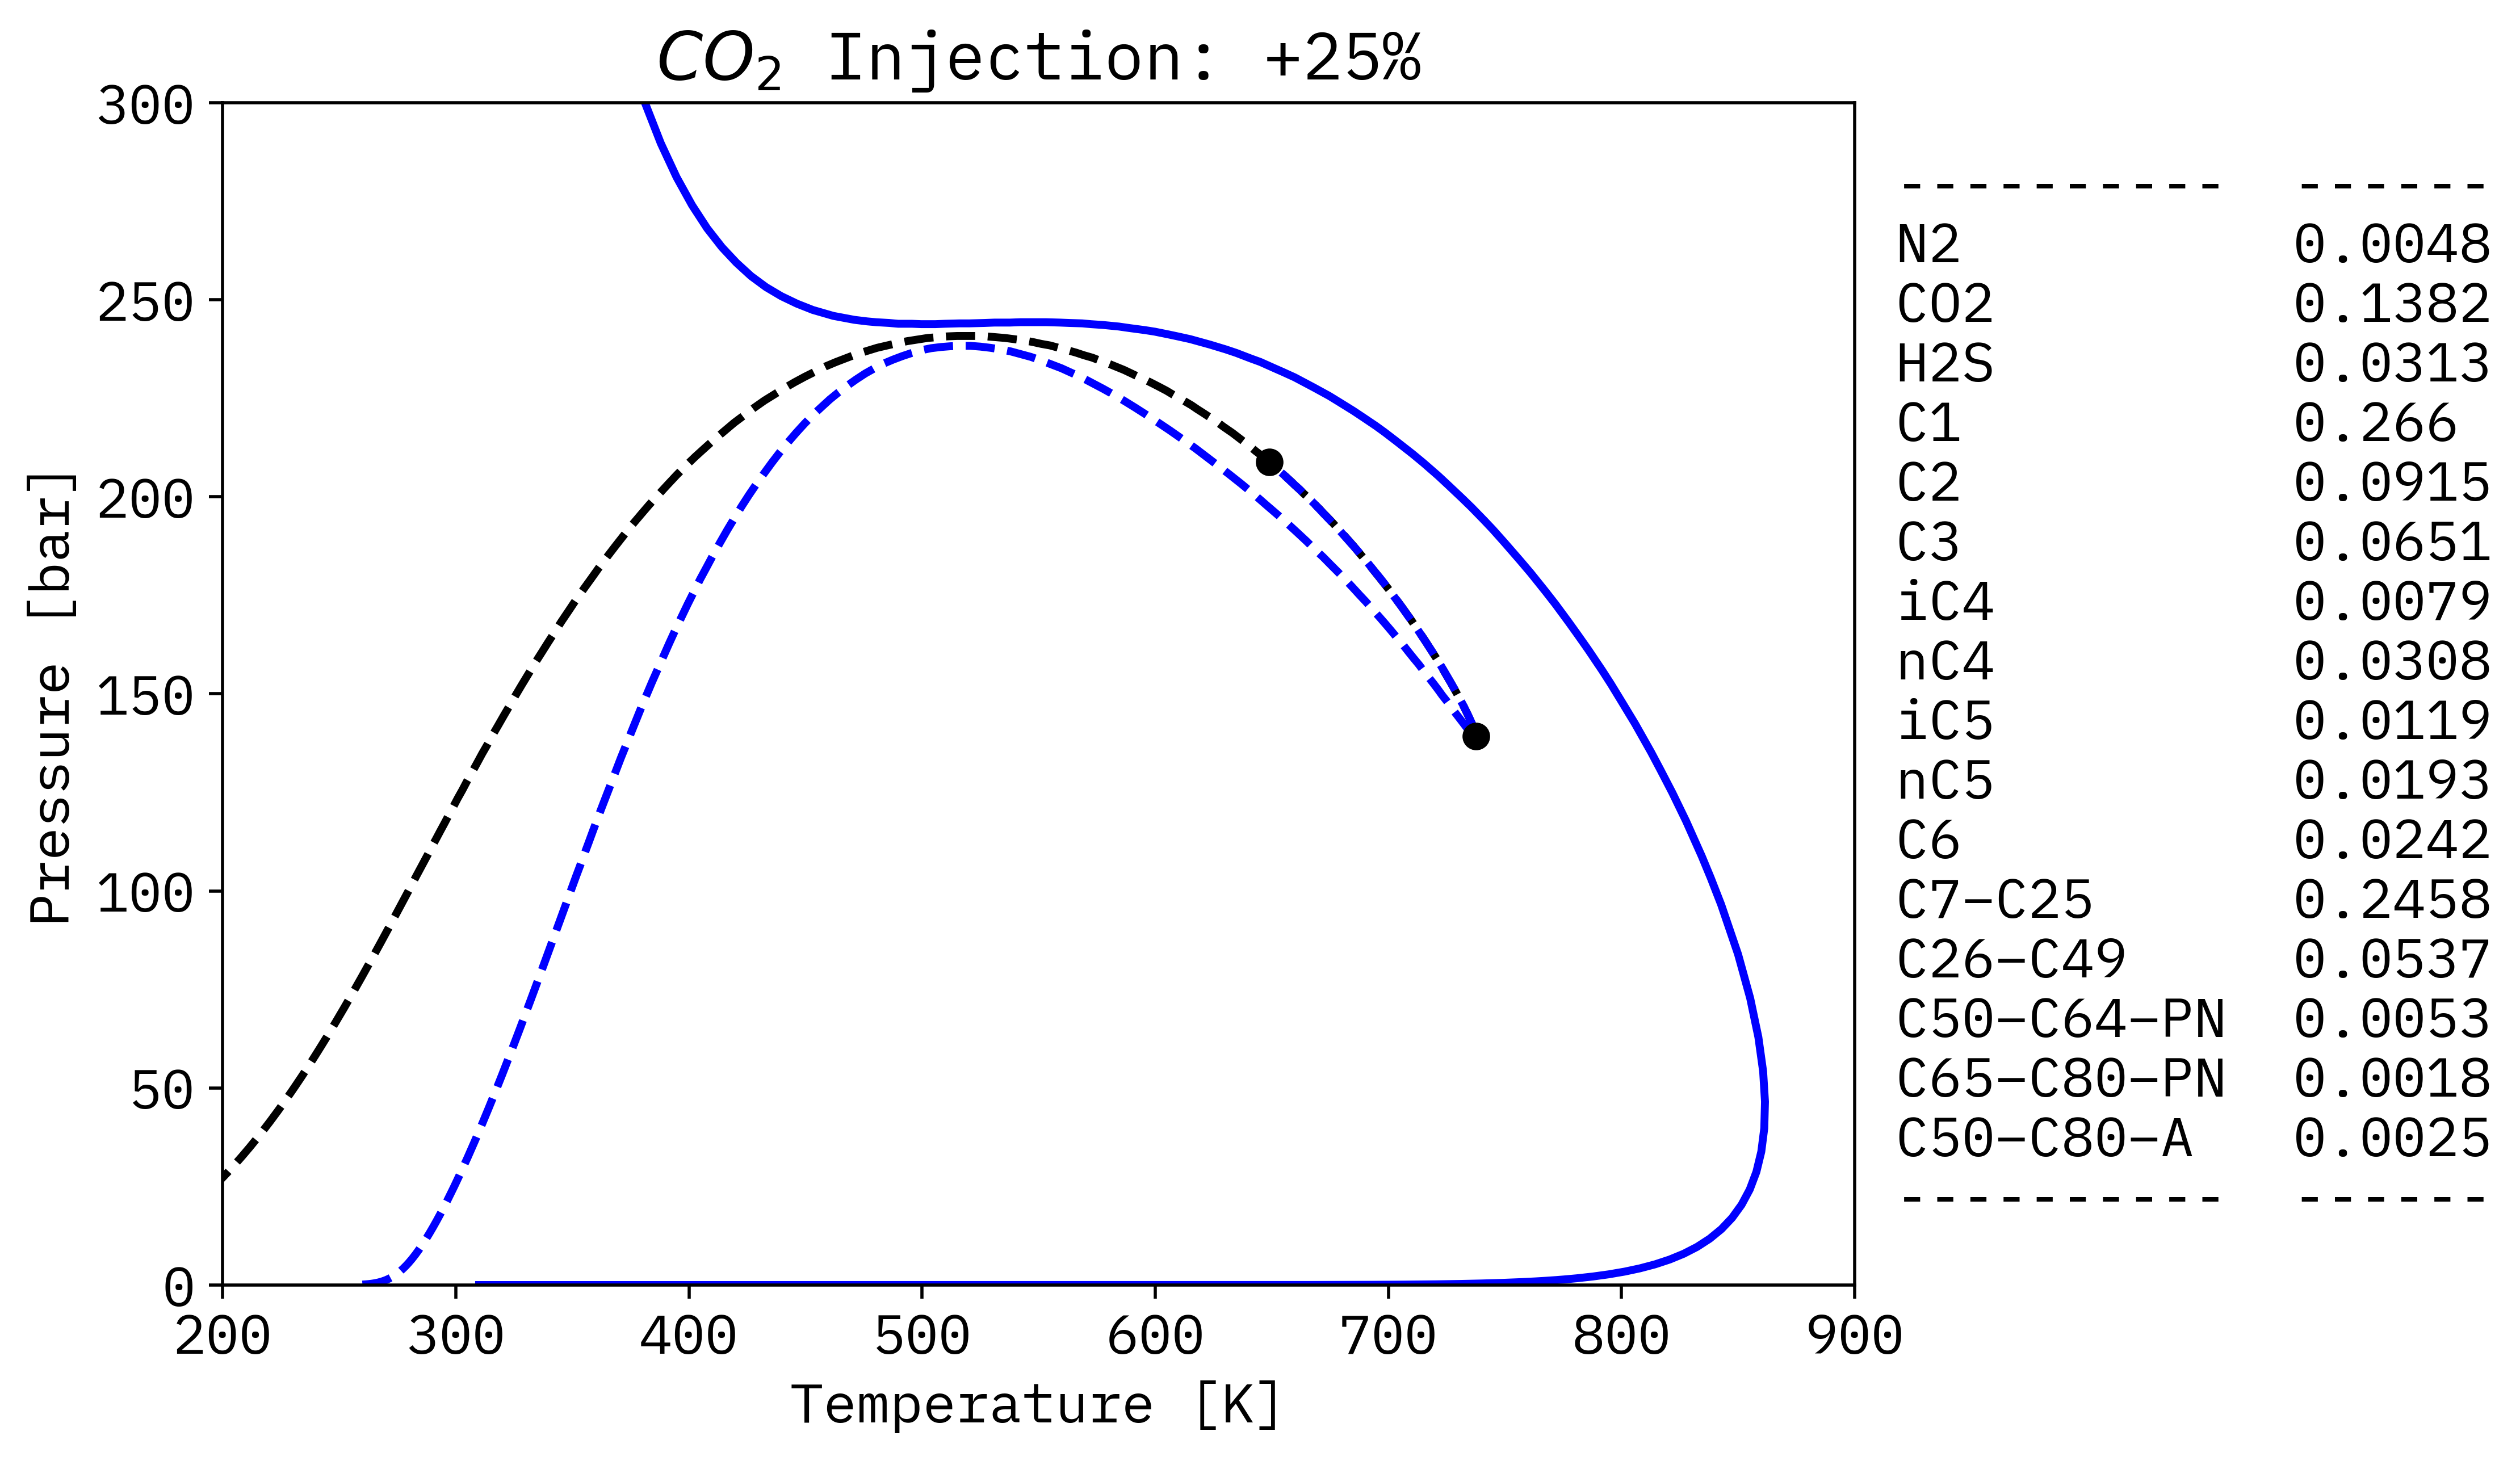 CO2 Injection: +25%
300
250
200
150
100
50
0
Pressure [bar]
200 300 400 500 600 700 800 900
Temperature [K]
---------- ------
N2 0.0048
CO2 0.1382
H2S 0.0313
C1 0.266
C2 0.0915
C3 0.0651
iC4 0.0079
nC4 0.0308
iC5 0.0119
nC5 0.0193
C6 0.0242
C7−C25 0.2458
C26−C49 0.0537
C50−C64−PN 0.0053
C65−C80−PN 0.0018
C50−C80−A 0.0025
---------- ------